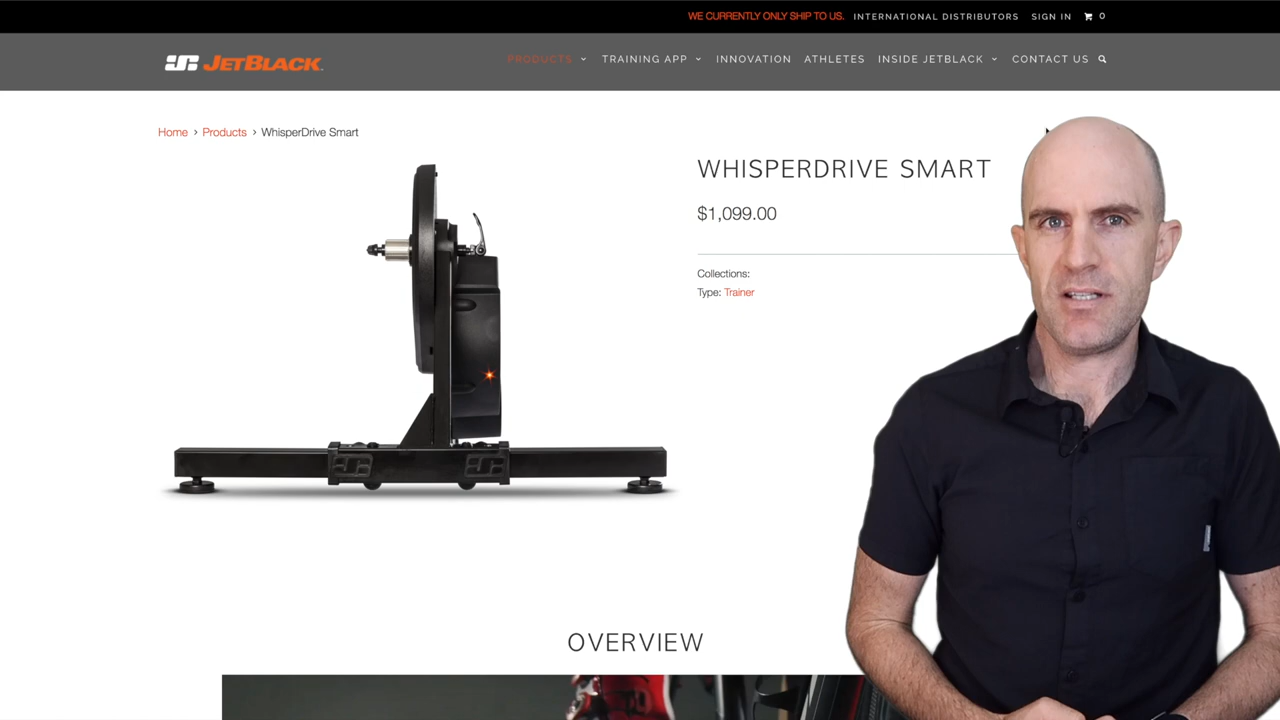 WE CURRENTLY ONLY SHIP TO US. INTERNATIONAL DISTRIBUTORS SIGN IN 0
JETBLACK PRODUCTS TRAINING APP INNOVATION ATHLETES INSIDE JETBLACK CONTACT US
Home › Products › WhisperDrive Smart
WHISPERDRIVE SMART
$1,099.00
Collections:
Type: Trainer
OVERVIEW